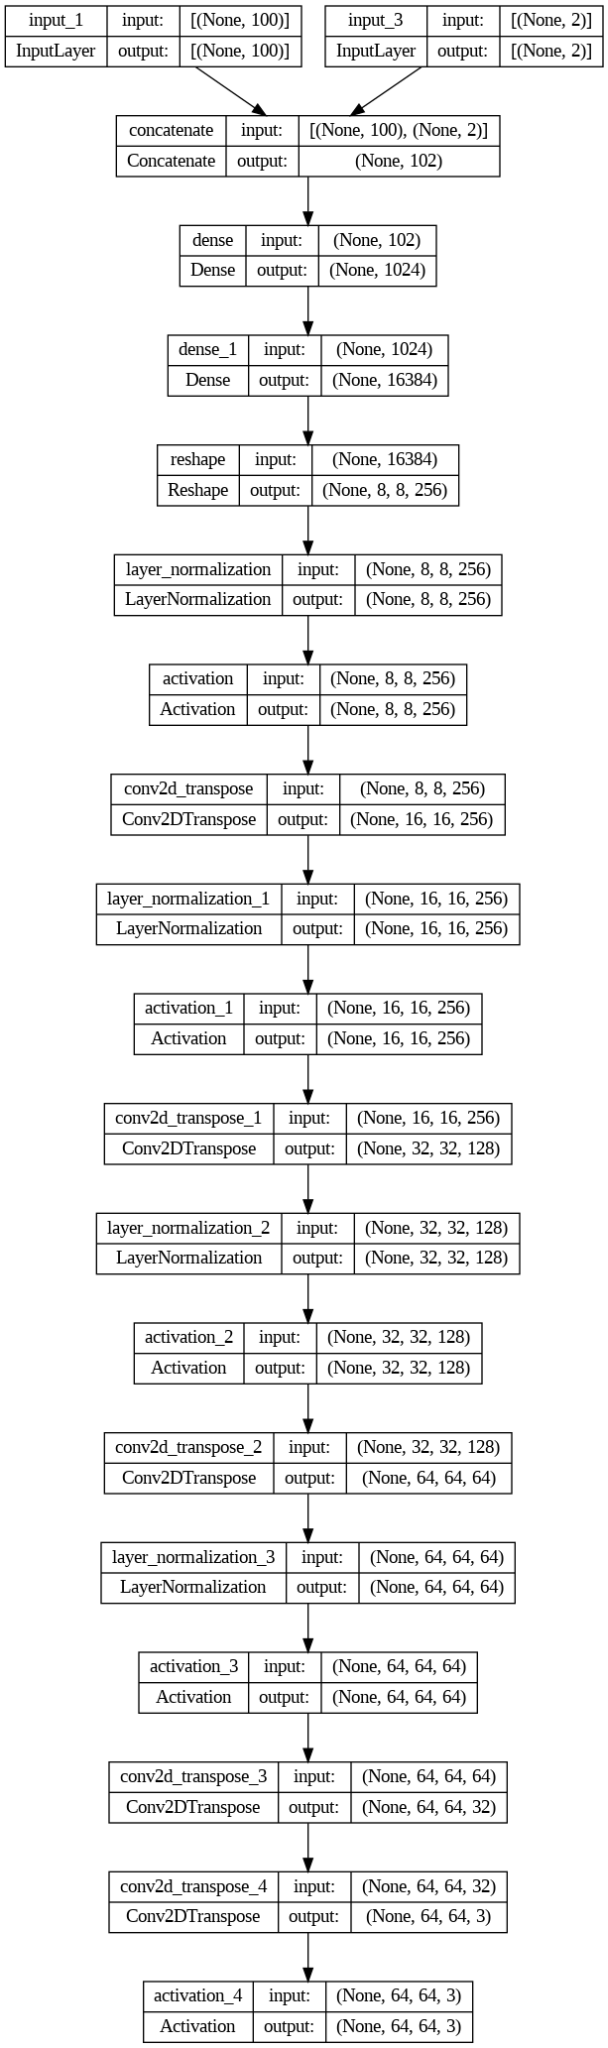 input_1 input: [(None, 100)]
InputLayer output: [(None, 100)]
input_3 input: [(None, 2)]
InputLayer output: [(None, 2)]
concatenate input: [(None, 100), (None, 2)]
Concatenate output: (None, 102)
dense input: (None, 102)
Dense output: (None, 1024)
dense_1 input: (None, 1024)
Dense output: (None, 16384)
reshape input: (None, 16384)
Reshape output: (None, 8, 8, 256)
layer_normalization input: (None, 8, 8, 256)
LayerNormalization output: (None, 8, 8, 256)
activation input: (None, 8, 8, 256)
Activation output: (None, 8, 8, 256)
conv2d_transpose input: (None, 8, 8, 256)
Conv2DTranspose output: (None, 16, 16, 256)
layer_normalization_1 input: (None, 16, 16, 256)
LayerNormalization output: (None, 16, 16, 256)
activation_1 input: (None, 16, 16, 256)
Activation output: (None, 16, 16, 256)
conv2d_transpose_1 input: (None, 16, 16, 256)
Conv2DTranspose output: (None, 32, 32, 128)
layer_normalization_2 input: (None, 32, 32, 128)
LayerNormalization output: (None, 32, 32, 128)
activation_2 input: (None, 32, 32, 128)
Activation output: (None, 32, 32, 128)
conv2d_transpose_2 input: (None, 32, 32, 128)
Conv2DTranspose output: (None, 64, 64, 64)
layer_normalization_3 input: (None, 64, 64, 64)
LayerNormalization output: (None, 64, 64, 64)
activation_3 input: (None, 64, 64, 64)
Activation output: (None, 64, 64, 64)
conv2d_transpose_3 input: (None, 64, 64, 64)
Conv2DTranspose output: (None, 64, 64, 32)
conv2d_transpose_4 input: (None, 64, 64, 32)
Conv2DTranspose output: (None, 64, 64, 3)
activation_4 input: (None, 64, 64, 3)
Activation output: (None, 64, 64, 3)